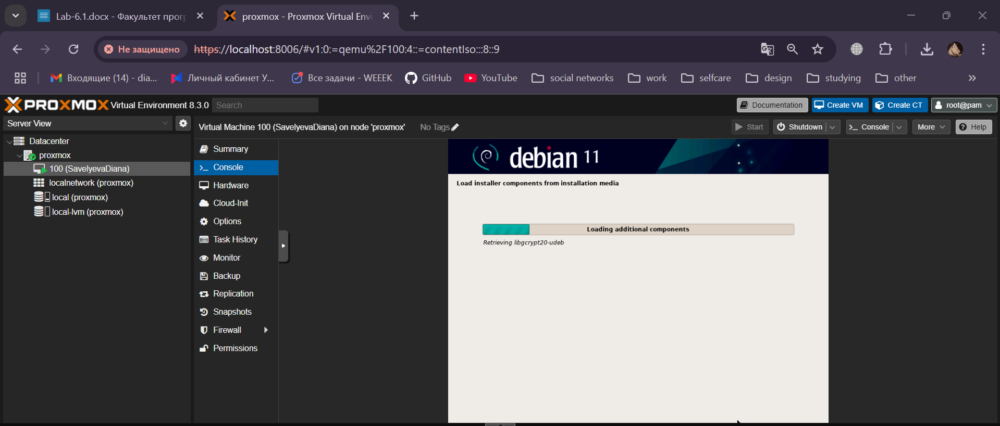 Lab-6.1.docx - Факультет прогр
proxmox - Proxmox Virtual Envi
Не защищено
https://localhost:8006/#v1:0:=qemu%2F100:4::=contentIso:::8::9
Входящие (14) - dia...
Личный кабинет У...
Все задачи - WEEEK
GitHub
YouTube
social networks
work
selfcare
design
studying
other
PROXMOX Virtual Environment 8.3.0
Search
Documentation
Create VM
Create CT
root@pam
Server View
Virtual Machine 100 (SavelyevaDiana) on node 'proxmox'
No Tags
Start
Shutdown
Console
More
Help
Datacenter
proxmox
100 (SavelyevaDiana)
localnetwork (proxmox)
local (proxmox)
local-lvm (proxmox)
Summary
Console
Hardware
Cloud-Init
Options
Task History
Monitor
Backup
Replication
Snapshots
Firewall
Permissions
debian 11
Load installer components from installation media
Loading additional components
Retrieving libgcrypt20-udeb